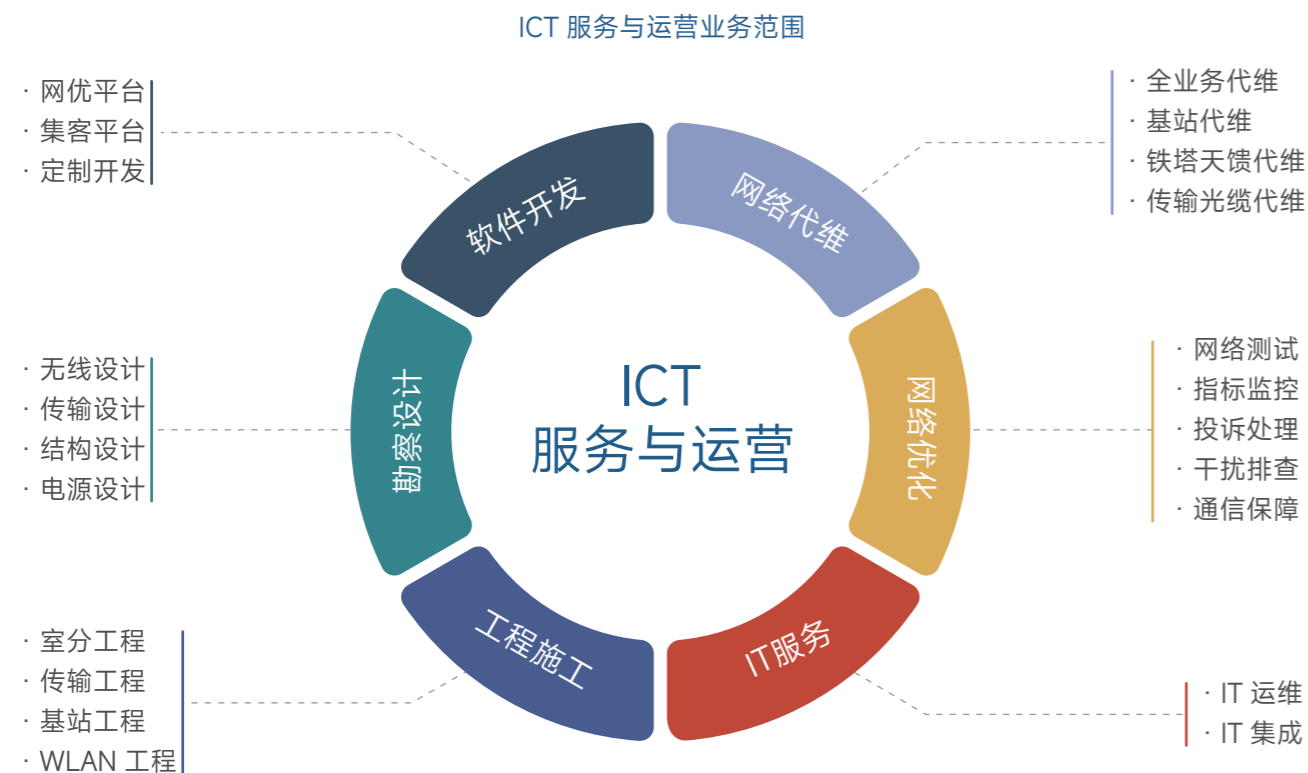 ICT 服务与运营业务范围
· 网优平台
· 集客平台
· 定制开发
软件开发
网络代维
· 全业务代维
· 基站代维
· 铁塔天馈代维
· 传输光缆代维
· 无线设计
· 传输设计
· 结构设计
· 电源设计
勘察设计
ICT
服务与运营
网络优化
· 网络测试
· 指标监控
· 投诉处理
· 干扰排查
· 通信保障
· 室分工程
· 传输工程
· 基站工程
· WLAN 工程
工程施工
IT服务
· IT 运维
· IT 集成